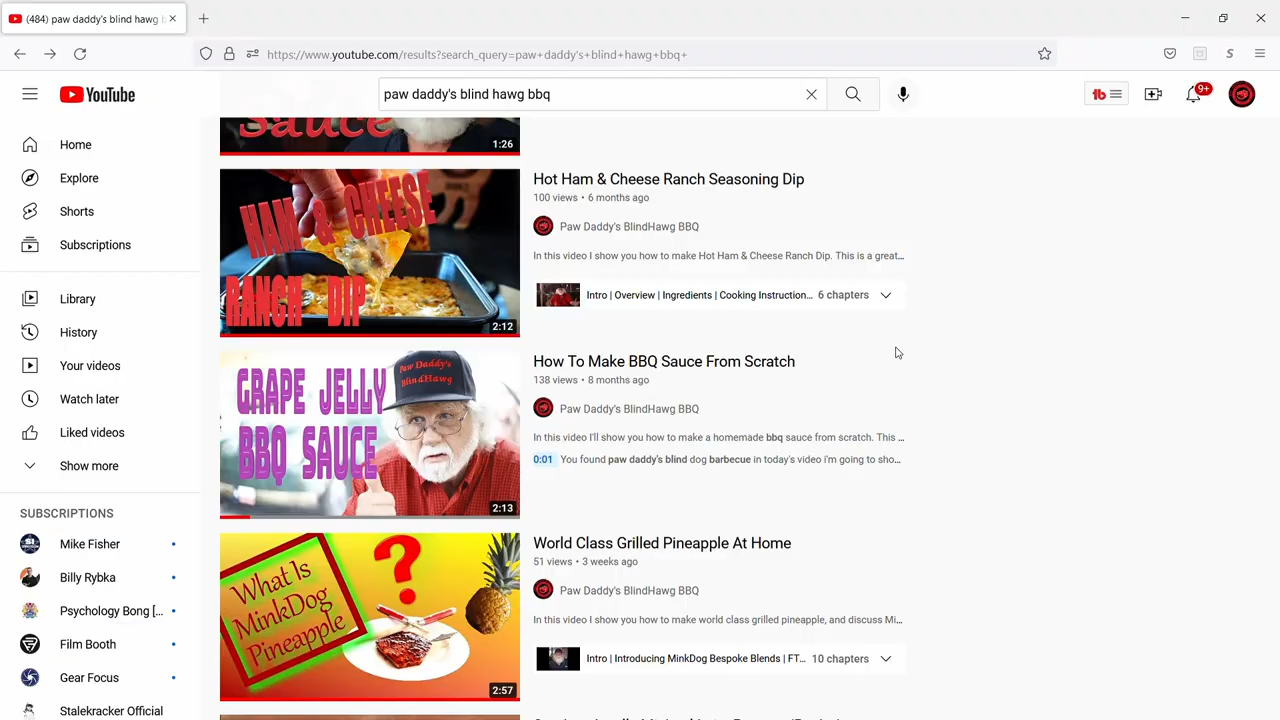 (484) paw daddy's blind hawg b
https://www.youtube.com/results?search_query=paw+daddy's+blind+hawg+bbq+
YouTube
paw daddy's blind hawg bbq
tb
9+
S
Home
Explore
Shorts
Subscriptions
Library
History
Your videos
Watch later
Liked videos
Show more
SUBSCRIPTIONS
Mike Fisher
Billy Rybka
Psychology Bong [...
Film Booth
Gear Focus
Stalekracker Official
Sauce
1:26
HAM & CHEESE
RANCH DIP
2:12
Hot Ham & Cheese Ranch Seasoning Dip
100 views • 6 months ago
Paw Daddy's BlindHawg BBQ
In this video I show you how to make Hot Ham & Cheese Ranch Dip. This is a great...
Intro | Overview | Ingredients | Cooking Instruction... 6 chapters
GRAPE JELLY
BBQ SAUCE
Paw Daddy's
BlindHawg
2:13
How To Make BBQ Sauce From Scratch
138 views • 8 months ago
Paw Daddy's BlindHawg BBQ
In this video I'll show you how to make a homemade bbq sauce from scratch. This ...
0:01 You found paw daddy's blind dog barbecue in today's video i'm going to sho...
What Is
MinkDog
Pineapple
?
2:57
World Class Grilled Pineapple At Home
51 views • 3 weeks ago
Paw Daddy's BlindHawg BBQ
In this video I show you how to make world class grilled pineapple, and discuss Mi...
Intro | Introducing MinkDog Bespoke Blends | FT... 10 chapters